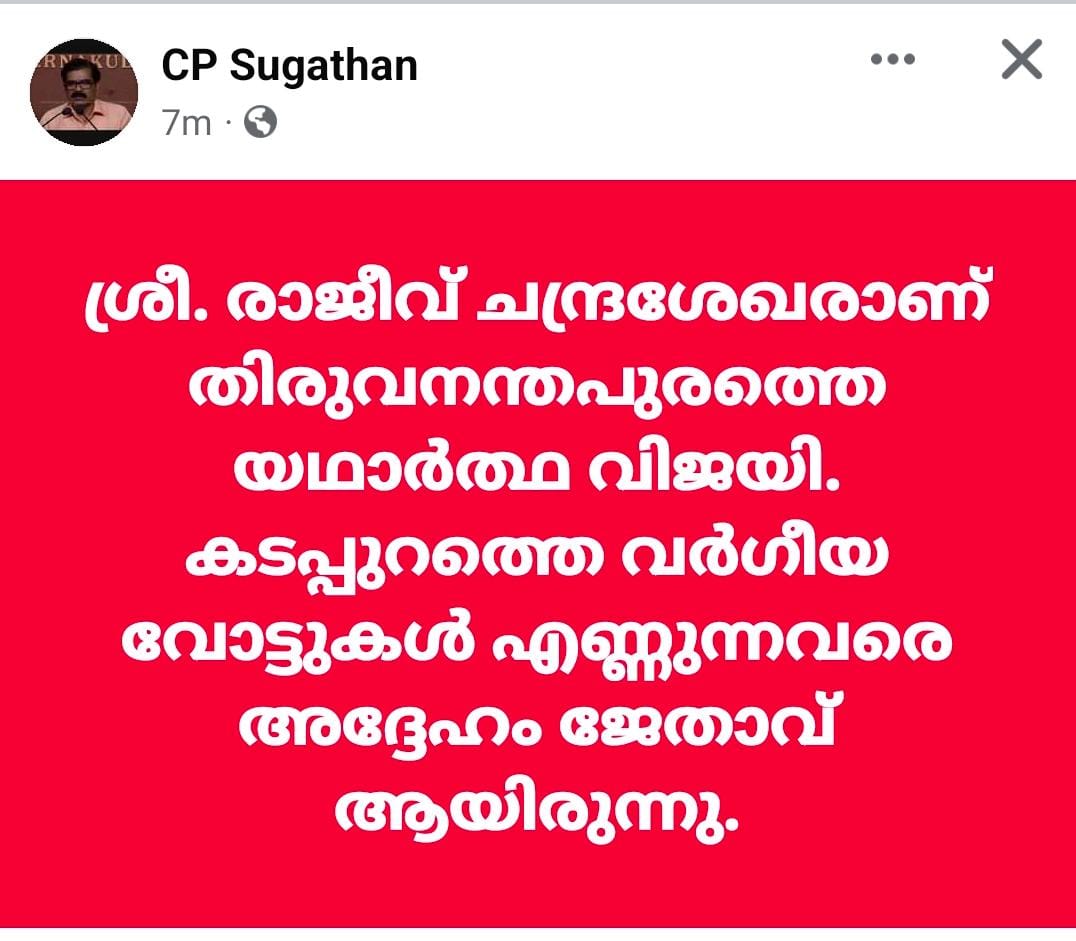 CP Sugathan
7m ·
ശ്രീ. രാജീവ് ചന്ദ്രശേഖരാണ്
തിരുവനന്തപുരത്തെ
യഥാർത്ഥ വിജയി.
കടപ്പുറത്തെ വർഗീയ
വോട്ടുകൾ എണ്ണുന്നവരെ
അദ്ദേഹം ജേതാവ്
ആയിരുന്നു.